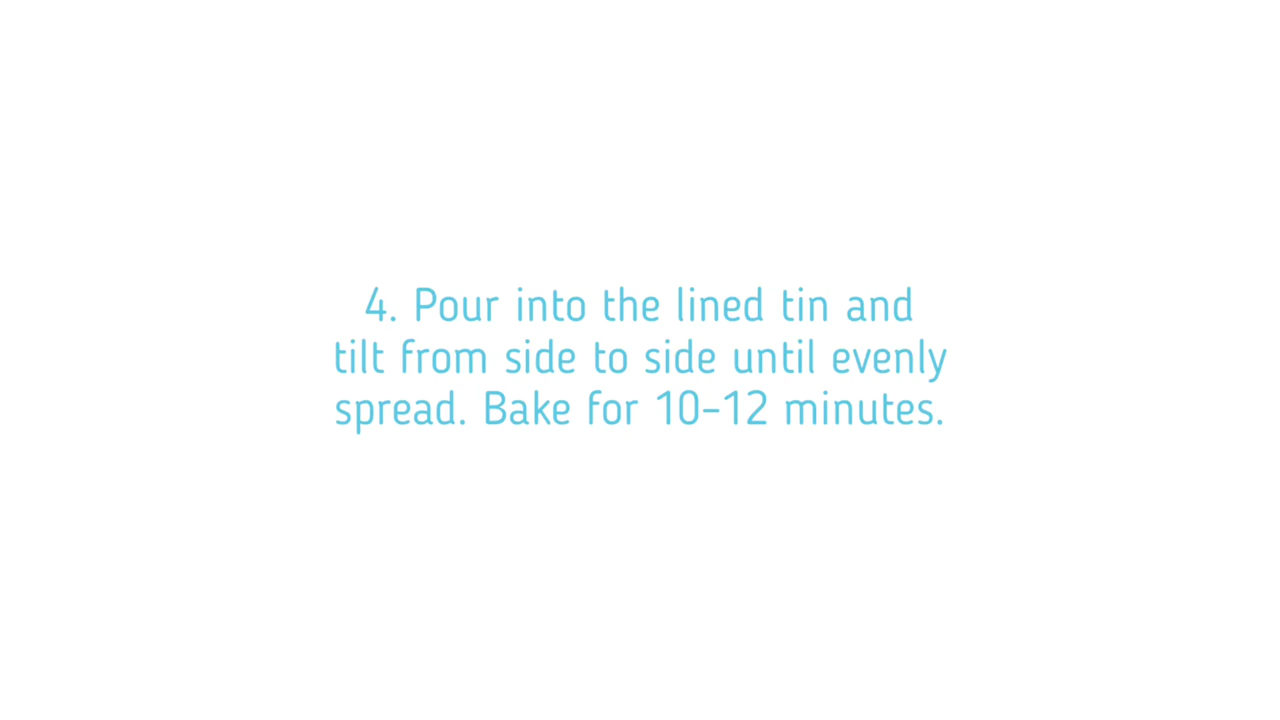 4. Pour into the lined tin and
tilt from side to side until evenly
spread. Bake for 10-12 minutes.